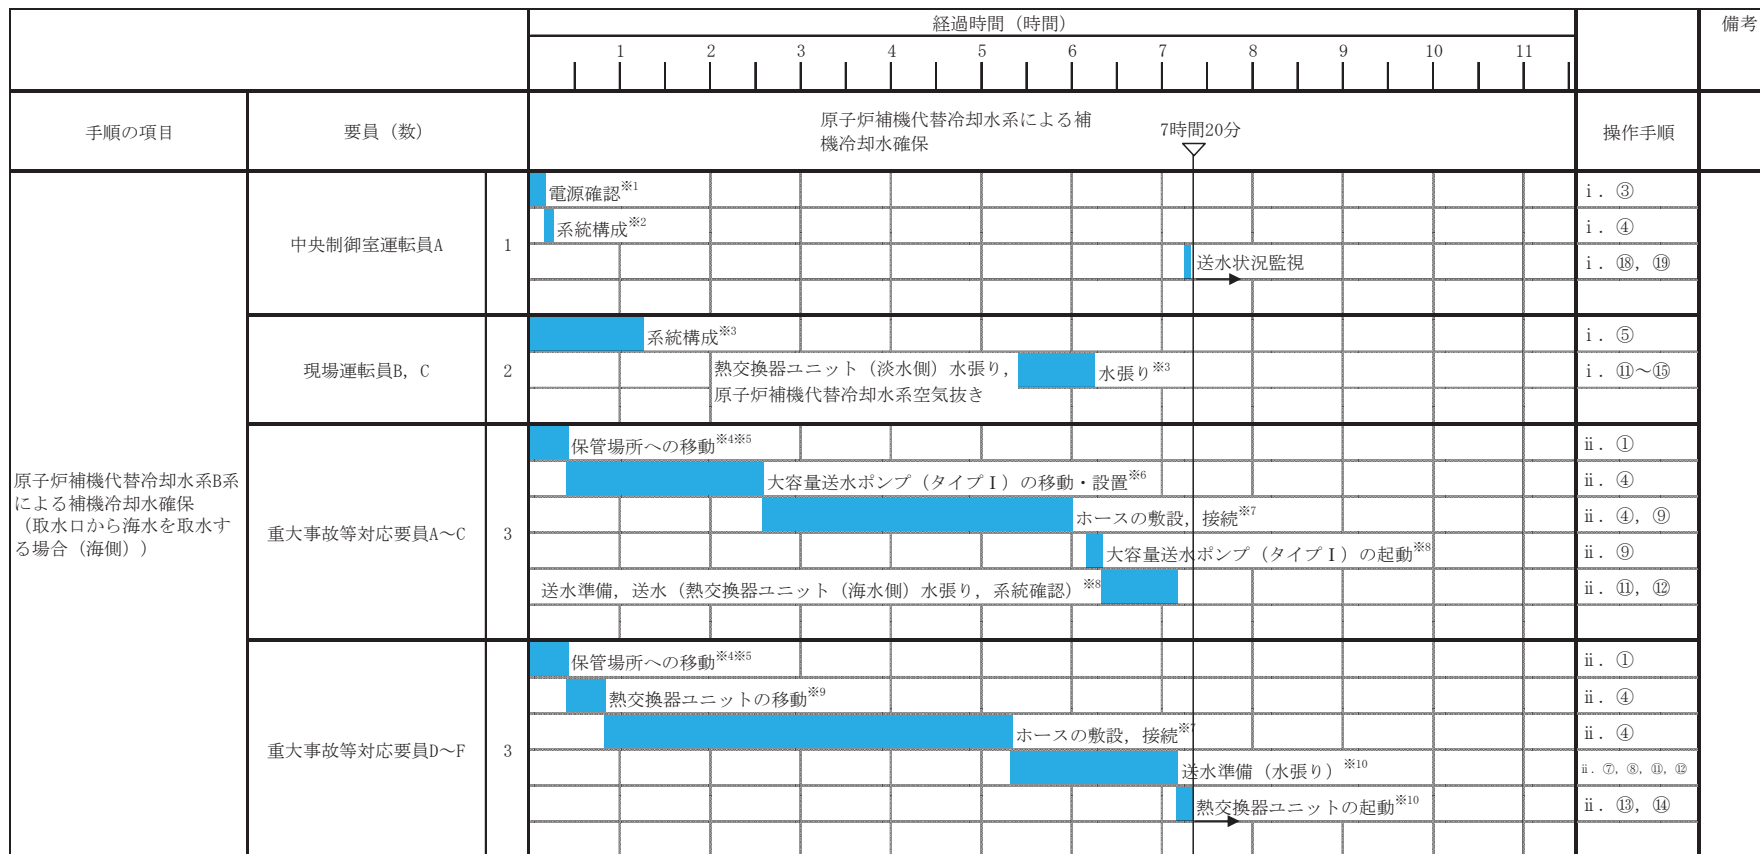 経過時間（時間）
備考
1 2 3 4 5 6 7 8 9 10 11
手順の項目
要員（数）
原子炉補機代替冷却水系による補
機冷却水確保
7時間20分
操作手順
原子炉補機代替冷却水系B系
による補機冷却水確保
（取水口から海水を取水す
る場合（海側））
中央制御室運転員A
1
電源確認※1
ⅰ．③
系統構成※2
ⅰ．④
送水状況監視
ⅰ．⑱，⑲
現場運転員B，C
2
系統構成※3
ⅰ．⑤
熱交換器ユニット（淡水側）水張り，
原子炉補機代替冷却水系空気抜き
水張り※3
ⅰ．⑪～⑮
重大事故等対応要員A～C
3
保管場所への移動※4※5
ⅱ．①
大容量送水ポンプ（タイプⅠ）の移動・設置※6
ⅱ．④
ホースの敷設，接続※7
ⅱ．④，⑨
大容量送水ポンプ（タイプⅠ）の起動※8
ⅱ．⑨
送水準備，送水（熱交換器ユニット（海水側）水張り，系統確認）※8
ⅱ．⑪，⑫
重大事故等対応要員D～F
3
保管場所への移動※4※5
ⅱ．①
熱交換器ユニットの移動※9
ⅱ．④
ホースの敷設，接続※7
ⅱ．④
送水準備（水張り）※10
ⅱ．⑦，⑧，⑪，⑫
熱交換器ユニットの起動※10
ⅱ．⑬，⑭